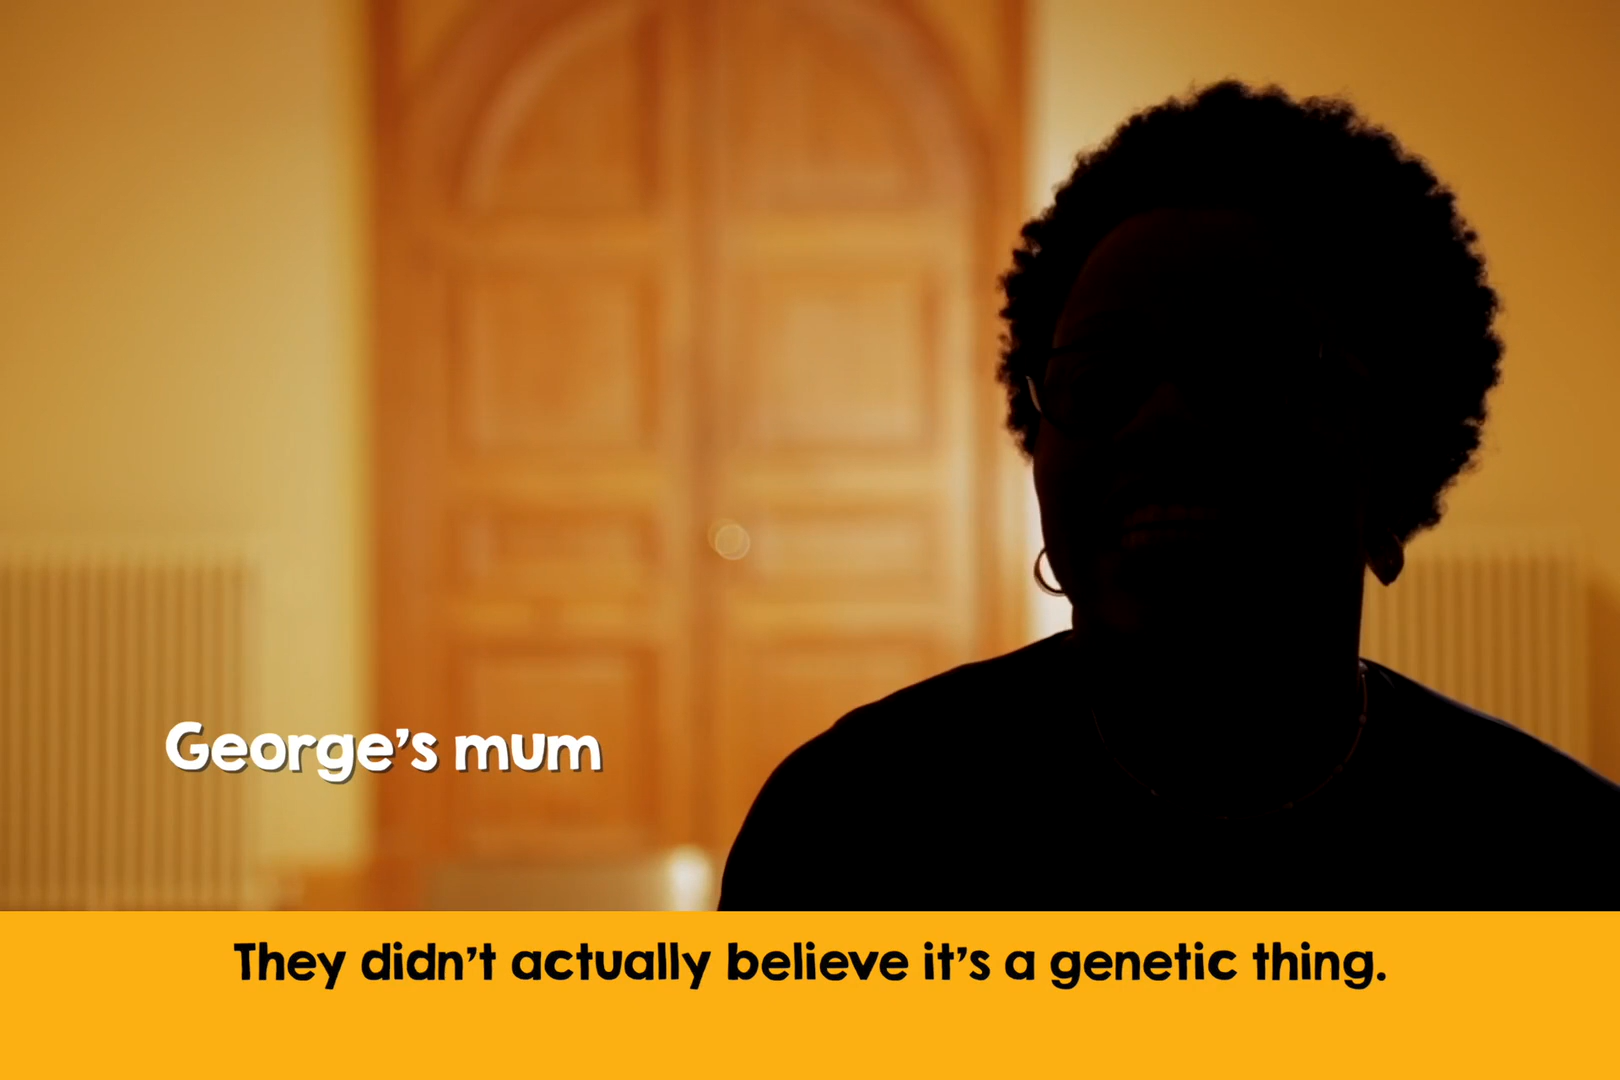 George’s mum
They didn’t actually believe it’s a genetic thing.